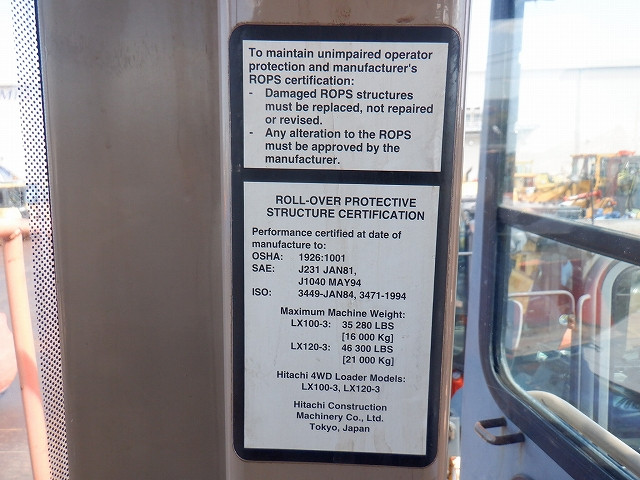 To maintain unimpaired operator
protection and manufacturer's
ROPS certification:
- Damaged ROPS structures
must be replaced, not repaired
or revised.
- Any alteration to the ROPS
must be approved by the
manufacturer.
ROLL-OVER PROTECTIVE
STRUCTURE CERTIFICATION
Performance certified at date of
manufacture to:
OSHA: 1926:1001
SAE: J231 JAN81,
J1040 MAY94
ISO: 3449-JAN84, 3471-1994
Maximum Machine Weight:
LX100-3: 35 280 LBS
[16 000 Kg]
LX120-3: 46 300 LBS
[21 000 Kg]
Hitachi 4WD Loader Models:
LX100-3, LX120-3
Hitachi Construction
Machinery Co., Ltd.
Tokyo, Japan